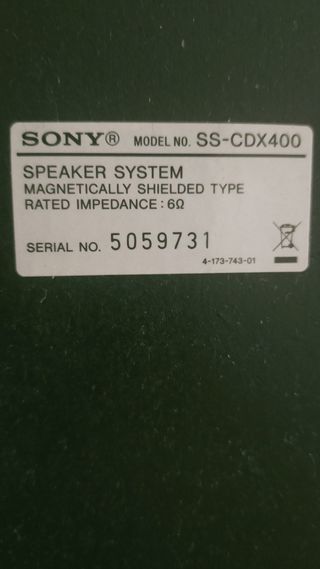 SONY® MODEL NO. SS-CDX400
SPEAKER SYSTEM
MAGNETICALLY SHIELDED TYPE
RATED IMPEDANCE : 6Ω
SERIAL NO. 5059731
4-173-743-01